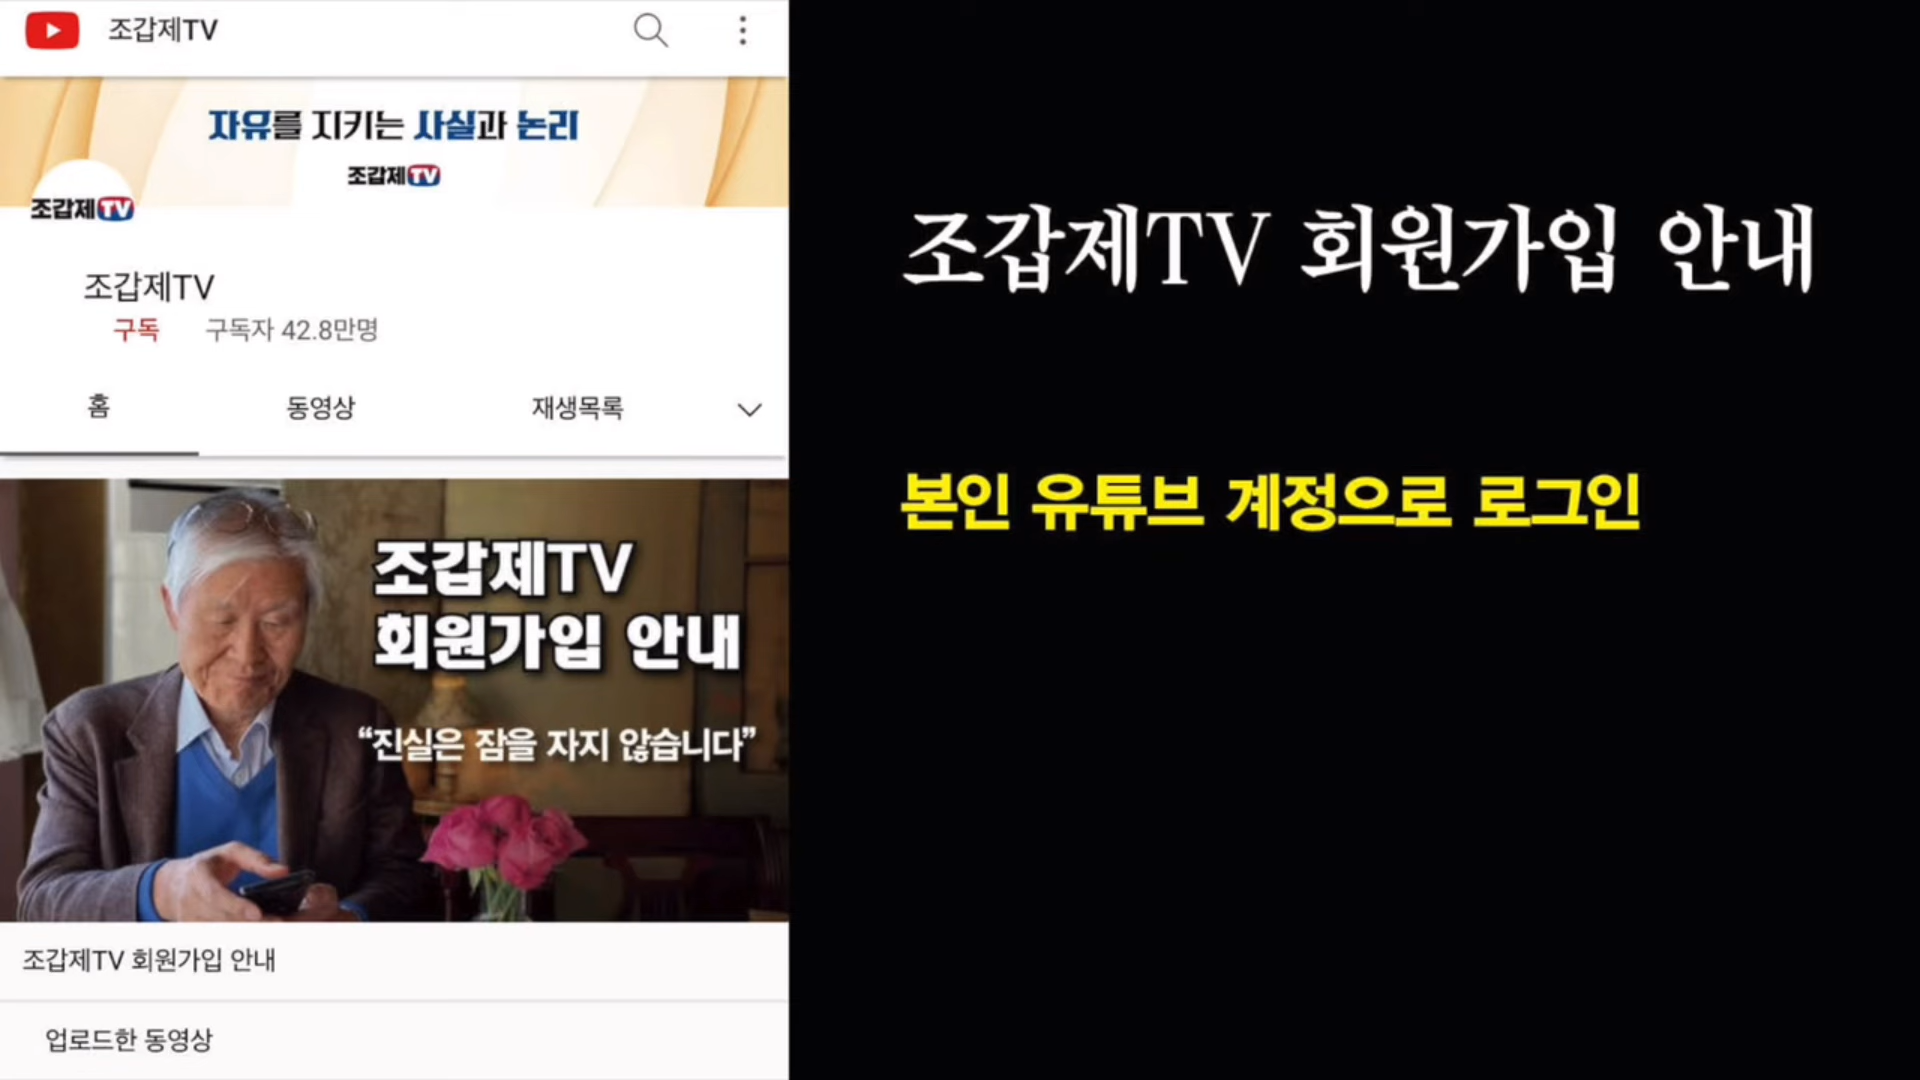 조갑제TV
자유를 지키는 사실과 논리
조갑제TV
조갑제TV
조갑제TV
구독 구독자 42.8만명
홈 동영상 재생목록
조갑제TV
회원가입 안내
“진실은 잠을 자지 않습니다”
조갑제TV 회원가입 안내
업로드한 동영상
조갑제TV 회원가입 안내
본인 유튜브 계정으로 로그인